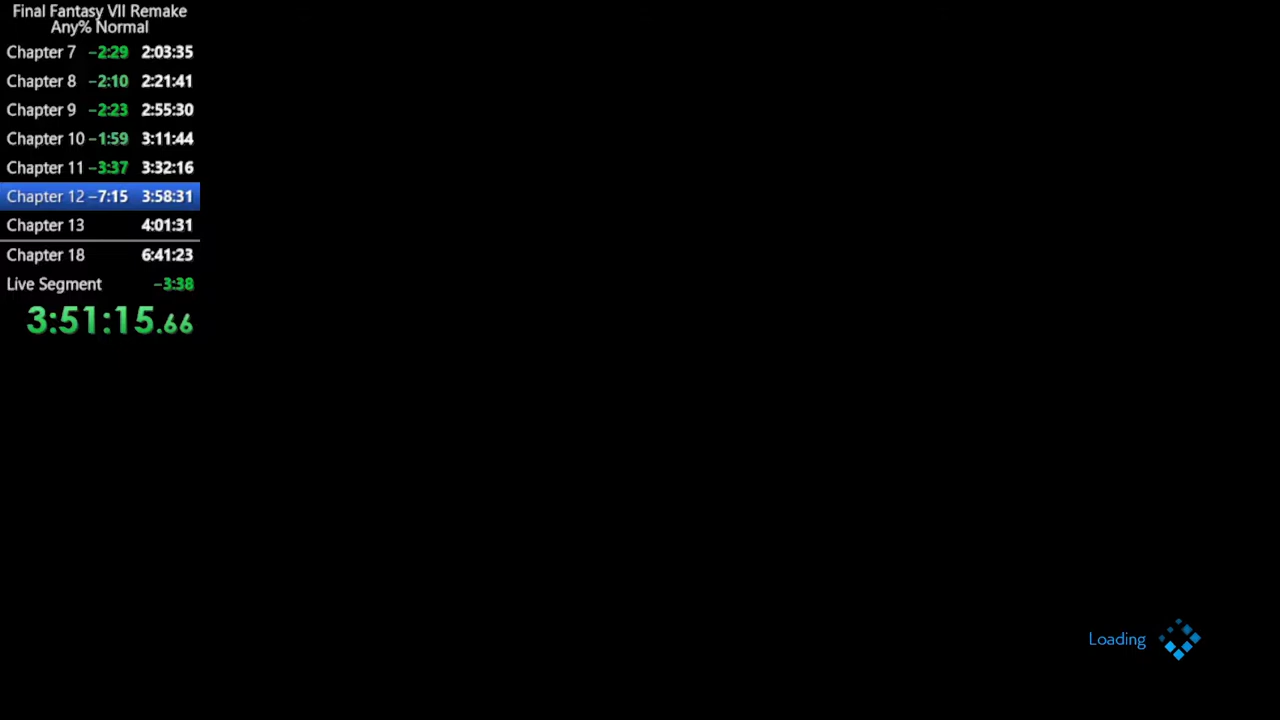 Final Fantasy VII Remake
Any% Normal
Chapter 7 −2:29 2:03:35
Chapter 8 −2:10 2:21:41
Chapter 9 −2:23 2:55:30
Chapter 10 −1:59 3:11:44
Chapter 11 −3:37 3:32:16
Chapter 12 −7:15 3:58:31
Chapter 13 4:01:31
Chapter 18 6:41:23
Live Segment −3:38
3:51:15.66
Loading